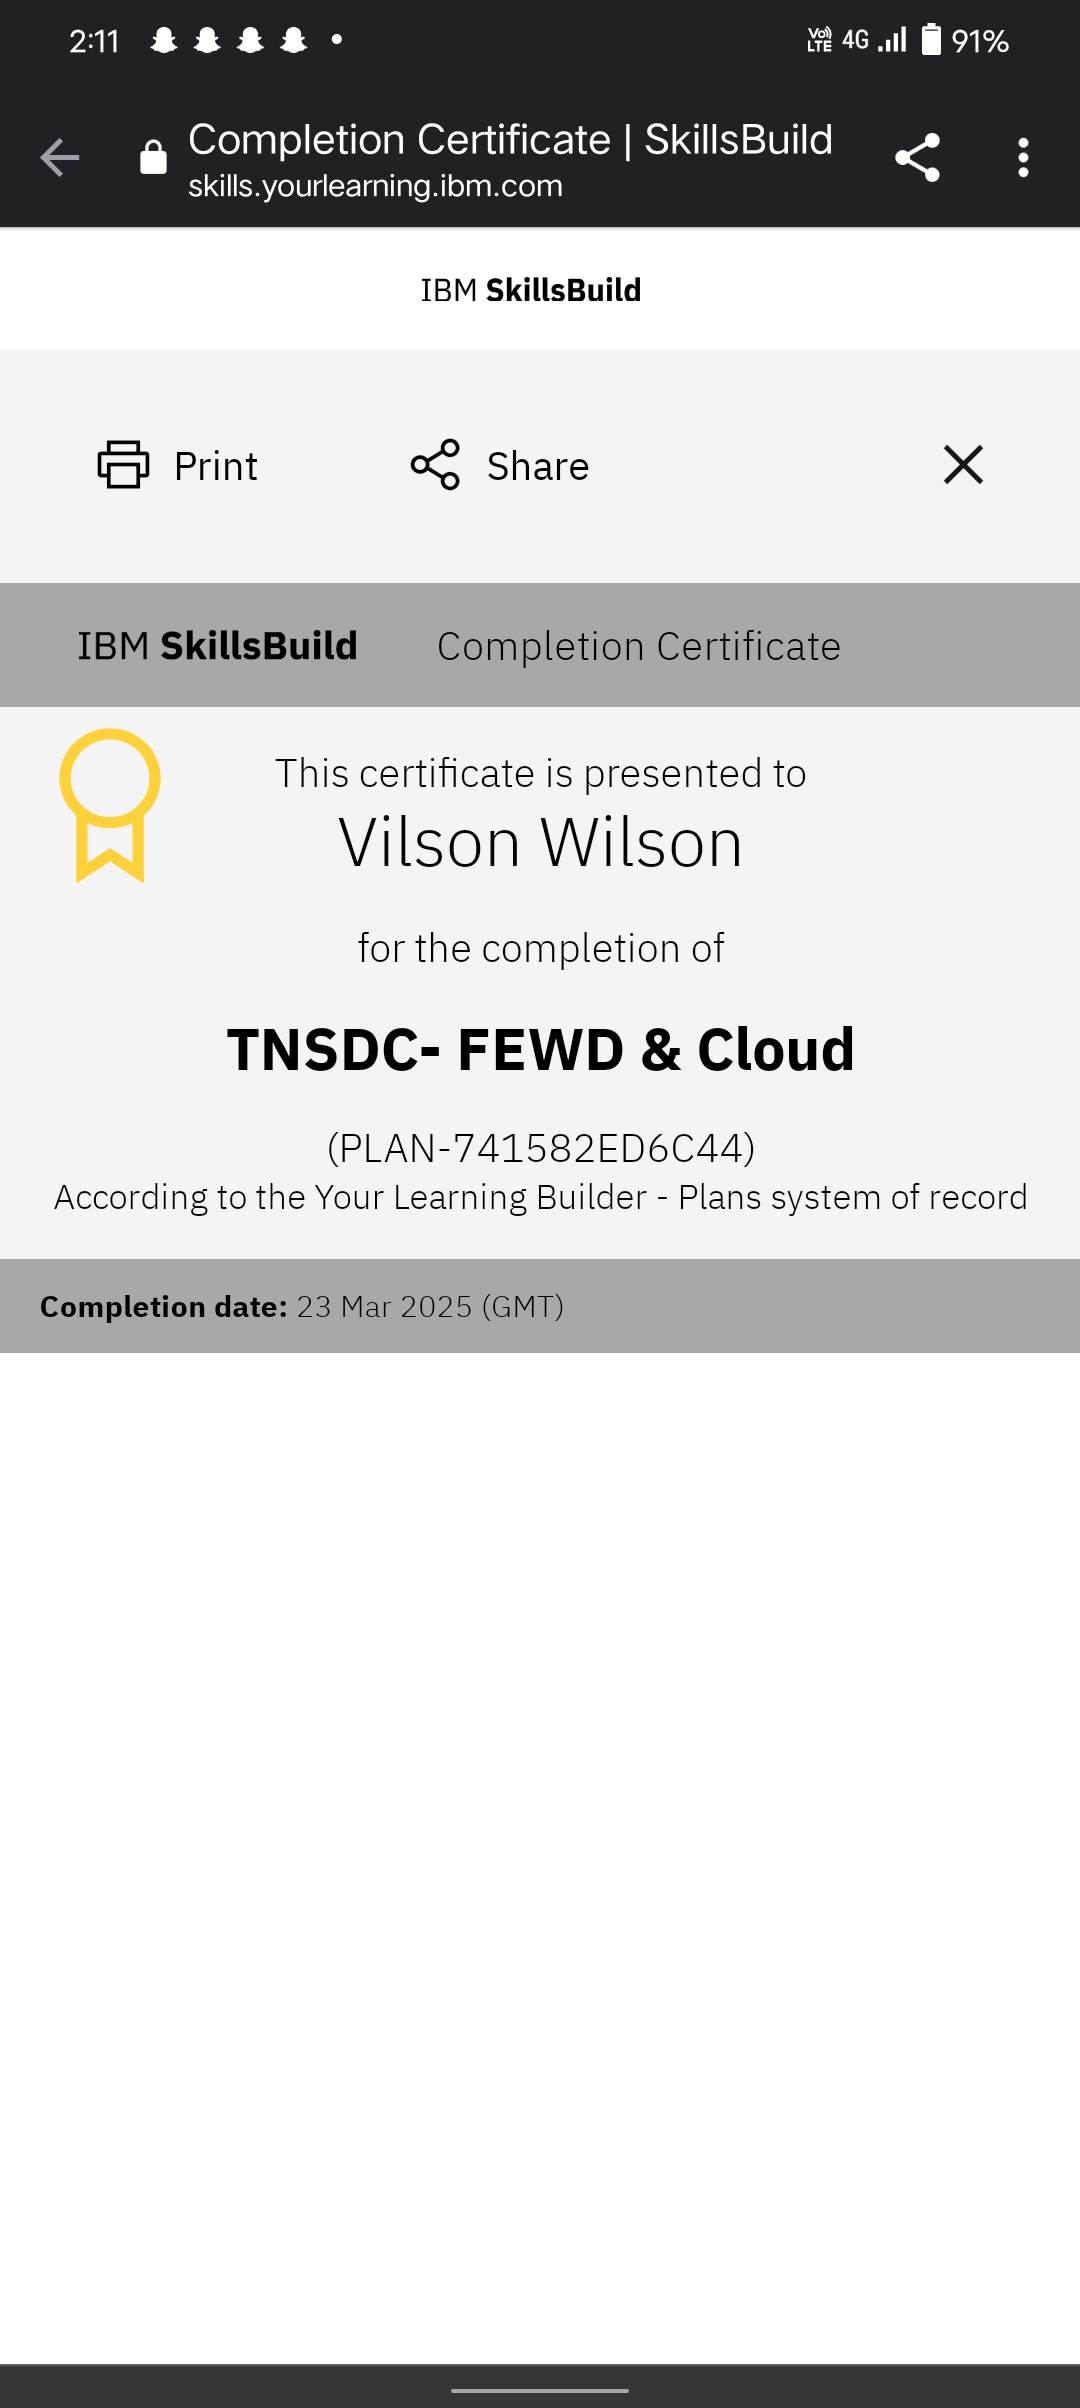 2:11 Vo) LTE 4G 91%
Completion Certificate | SkillsBuild
skills.yourlearning.ibm.com
IBM SkillsBuild
Print Share
IBM SkillsBuild Completion Certificate
This certificate is presented to
Vilson Wilson
for the completion of
TNSDC- FEWD & Cloud
(PLAN-741582ED6C44)
According to the Your Learning Builder - Plans system of record
Completion date: 23 Mar 2025 (GMT)